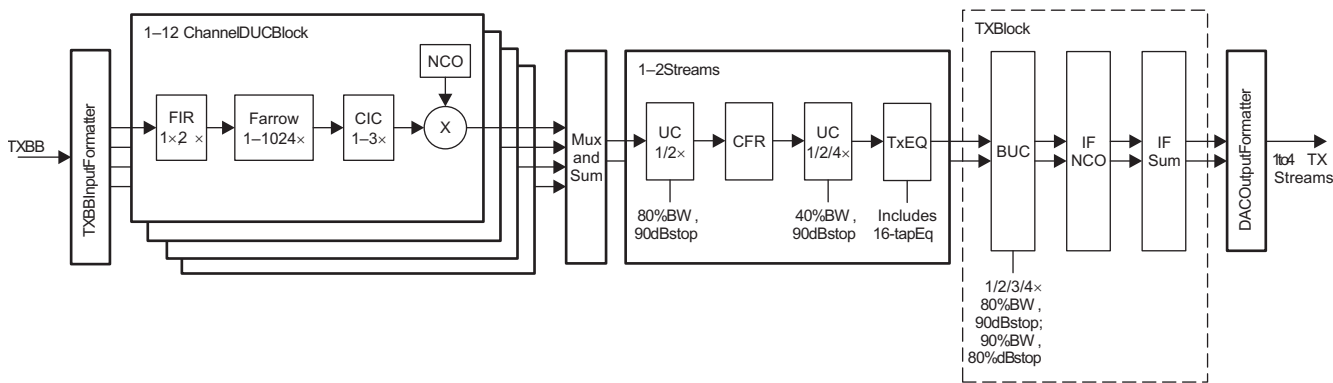 TXBB
TXBBInputFormatter
1–12 ChannelDUCBlock
FIR
1×,2 ×
Farrow
1–1024×
CIC
1–3×
NCO
X
Mux
and
Sum
1–2Streams
UC
1/2×
80%BW ,
90dBstop
CFR
UC
1/2/4×
40%BW ,
90dBstop
TxEQ
Includes
16-tapEq
TXBlock
BUC
1/2/3/4×
80%BW ,
90dBstop;
90%BW ,
80%dBstop
IF
NCO
IF
Sum
DACOutputFormatter
1to4 TX
Streams